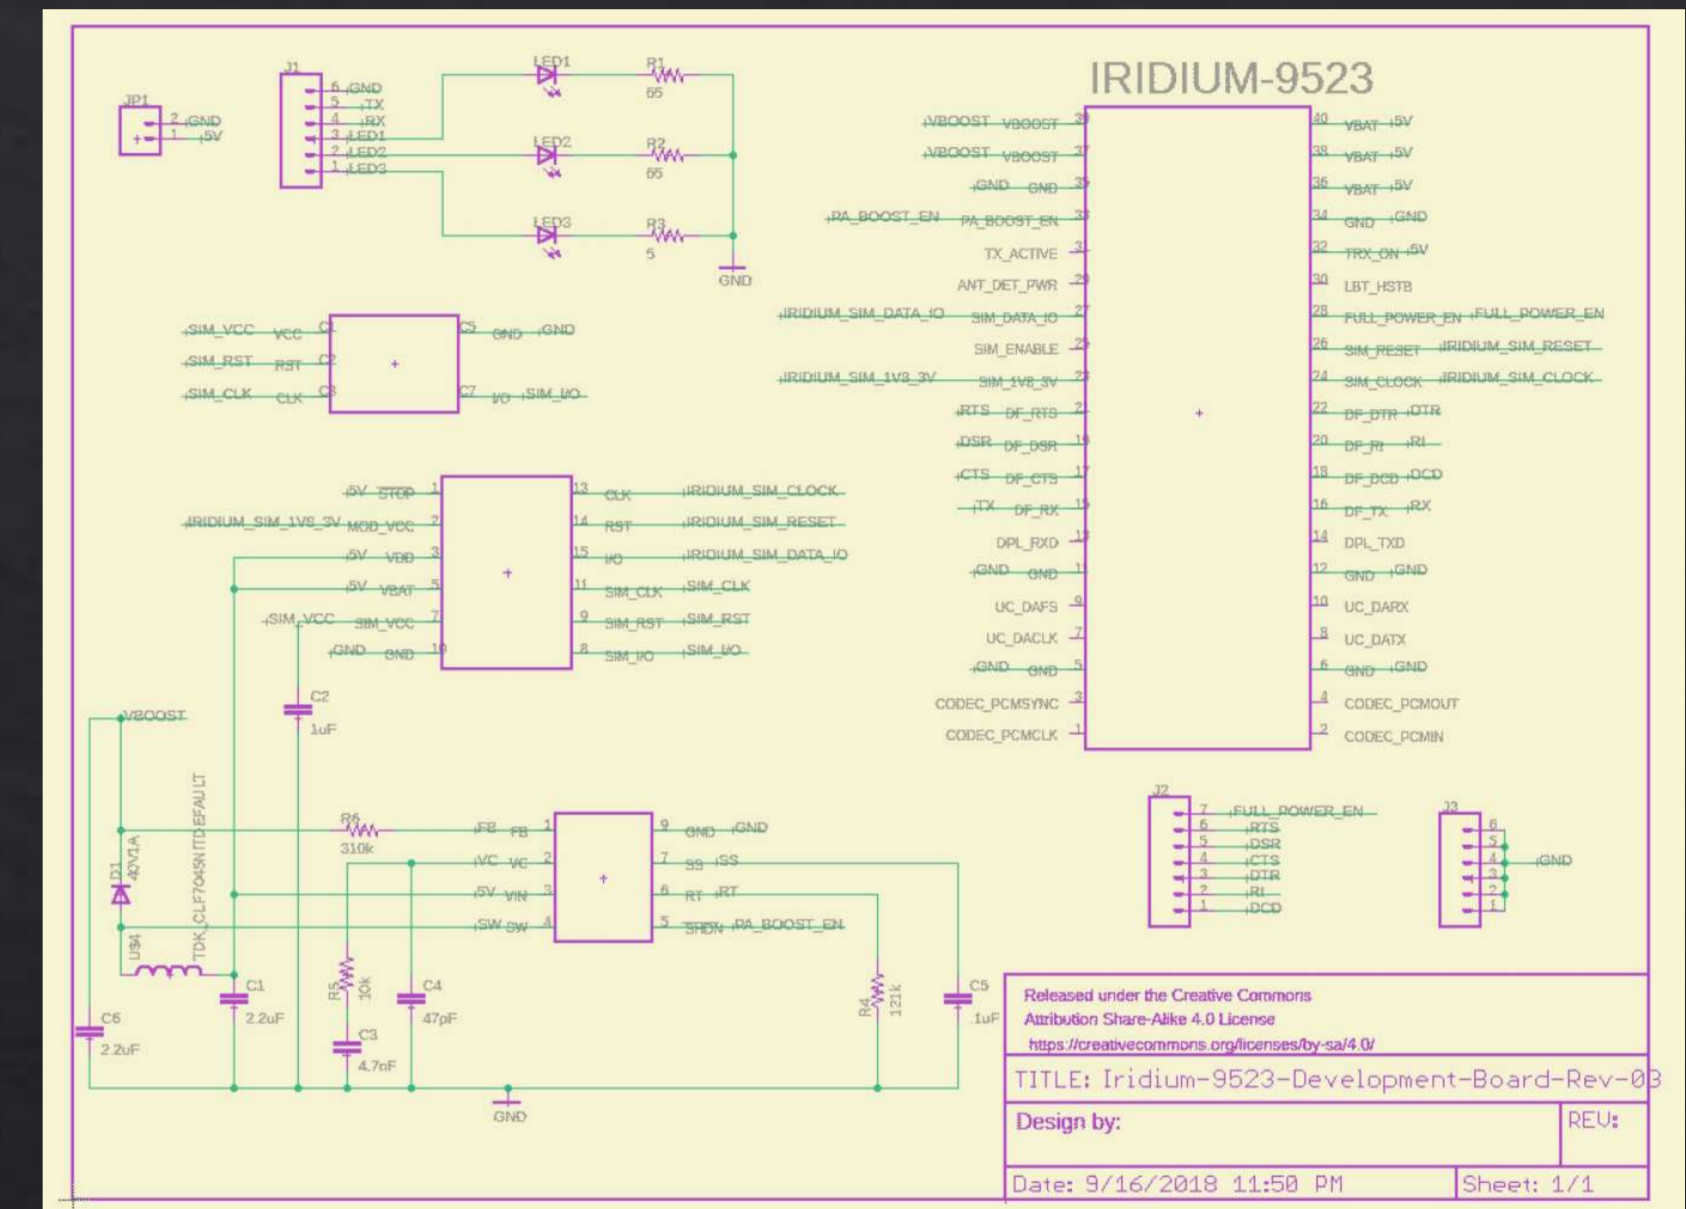 JP1
2 GND
1 5V
J1
6 GND
5 TX
4 RX
3 LED1
2 LED2
1 LED3
LED1
R1
LED2
R2
LED3
R3
5
GND
SIM_VCC VCC C1
SIM_RST RST C2
SIM_CLK CLK C3
C5 GND GND
C7 I/O SIM_I/O
5V STOP 1
IRIDIUM_SIM_1V8_3V MOD_VCC 2
5V VDD 3
5V VBAT 5
SIM_VCC SIM_VCC 7
GND GND 10
13 CLK IRIDIUM_SIM_CLOCK
14 RST IRIDIUM_SIM_RESET
15 I/O IRIDIUM_SIM_DATA_IO
11 SIM_CLK SIM_CLK
9 SIM_RST SIM_RST
8 SIM_I/O SIM_I/O
C2
1uF
VBOOST
D1
40V1A
TDK_CLF7045NITDEFAULT
R6
310k
FB FB 1
VC VC 2
5V VIN 3
SW SW 4
9 GND GND
7 SS SS
6 RT RT
5 SHDN PA_BOOST_EN
C6
2.2uF
C1
2.2uF
R5
10k
C3
4.7nF
C4
47pF
R4
121k
C5
.1uF
GND
IRIDIUM-9523
VBOOST VBOOST 39
VBOOST VBOOST 37
GND GND 35
PA_BOOST_EN PA_BOOST_EN 33
TX_ACTIVE 31
ANT_DET_PWR 29
IRIDIUM_SIM_DATA_IO SIM_DATA_IO 27
SIM_ENABLE 25
IRIDIUM_SIM_1V8_3V SIM_1V8_3V 23
RTS DF_RTS 21
DSR DF_DSR 19
CTS DF_CTS 17
TX DF_RX 15
DPL_RXD 13
GND GND 11
UC_DAFS 9
UC_DACLK 7
GND GND 5
CODEC_PCMSYNC 3
CODEC_PCMCLK 1
40 VBAT 5V
38 VBAT 5V
36 VBAT 5V
34 GND GND
32 TRX_ON 5V
30 LBT_HSTB
28 FULL_POWER_EN FULL_POWER_EN
26 SIM_RESET IRIDIUM_SIM_RESET
24 SIM_CLOCK IRIDIUM_SIM_CLOCK
22 DF_DTR DTR
20 DF_RI RI
18 DF_DCD DCD
16 DF_TX RX
14 DPL_TXD
12 GND GND
10 UC_DARX
8 UC_DATX
6 GND GND
4 CODEC_PCMOUT
2 CODEC_PCMIN
J2
7 FULL_POWER_EN
6 RTS
5 DSR
4 CTS
3 DTR
2 RI
1 DCD
J3
6
5
4 GND
3
2
1
Released under the Creative Commons
Attribution Share-Alike 4.0 License
https://creativecommons.org/licenses/by-sa/4.0/
TITLE: Iridium-9523-Development-Board-Rev-03
Design by:
REV:
Date: 9/16/2018 11:50 PM
Sheet: 1/1